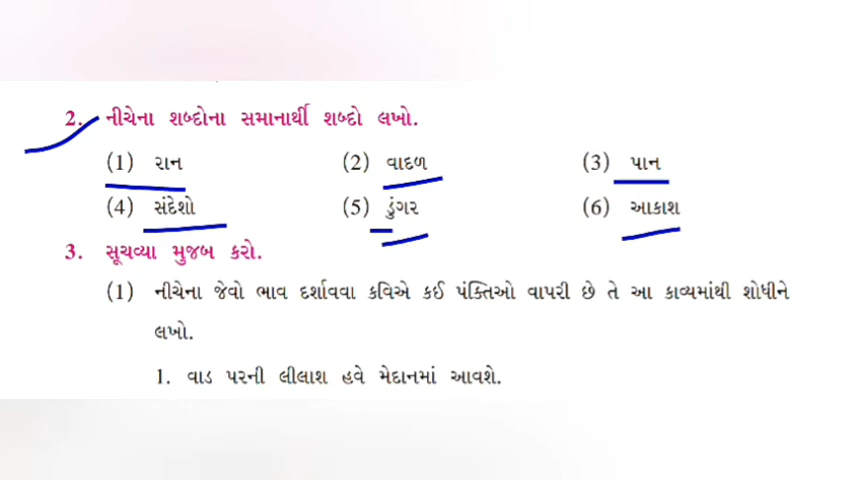 2. નીચેના શબ્દોના સમાનાર્થી શબ્દો લખો.
(1) રાન (2) વાદળ (3) પાન
(4) સંદેશો (5) ડુંગર (6) આકાશ
3. સૂચવ્યા મુજબ કરો.
(1) નીચેના જેવો ભાવ દર્શાવવા કવિએ કઈ પંક્તિઓ વાપરી છે તે આ કાવ્યમાંથી શોધીને
લખો.
1. વાડ પરની લીલાશ હવે મેદાનમાં આવશે.